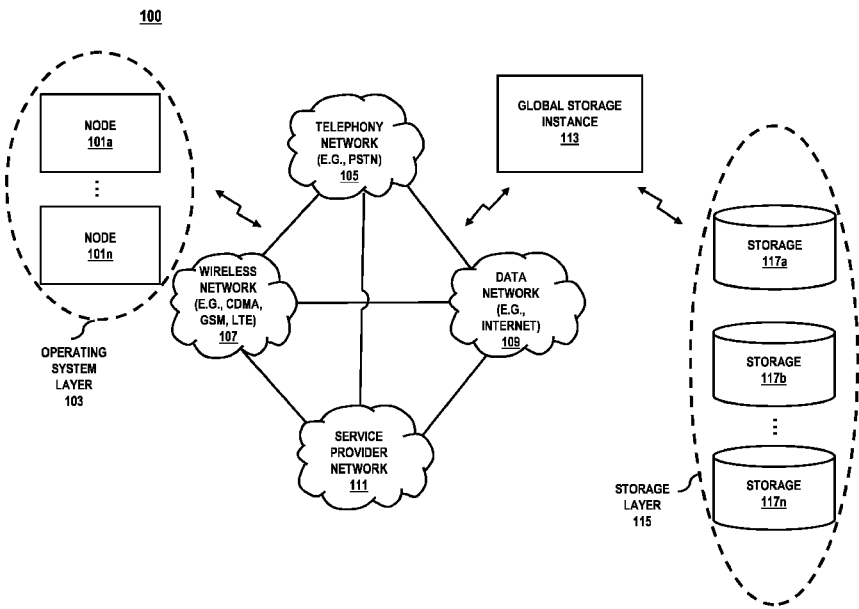 100
NODE
101a
...
NODE
101n
OPERATING
SYSTEM
LAYER
103
TELEPHONY
NETWORK
(E.G., PSTN)
105
WIRELESS
NETWORK
(E.G., CDMA,
GSM, LTE)
107
DATA
NETWORK
(E.G.,
INTERNET)
109
SERVICE
PROVIDER
NETWORK
111
GLOBAL STORAGE
INSTANCE
113
STORAGE
117a
STORAGE
117b
...
STORAGE
117n
STORAGE
LAYER
115